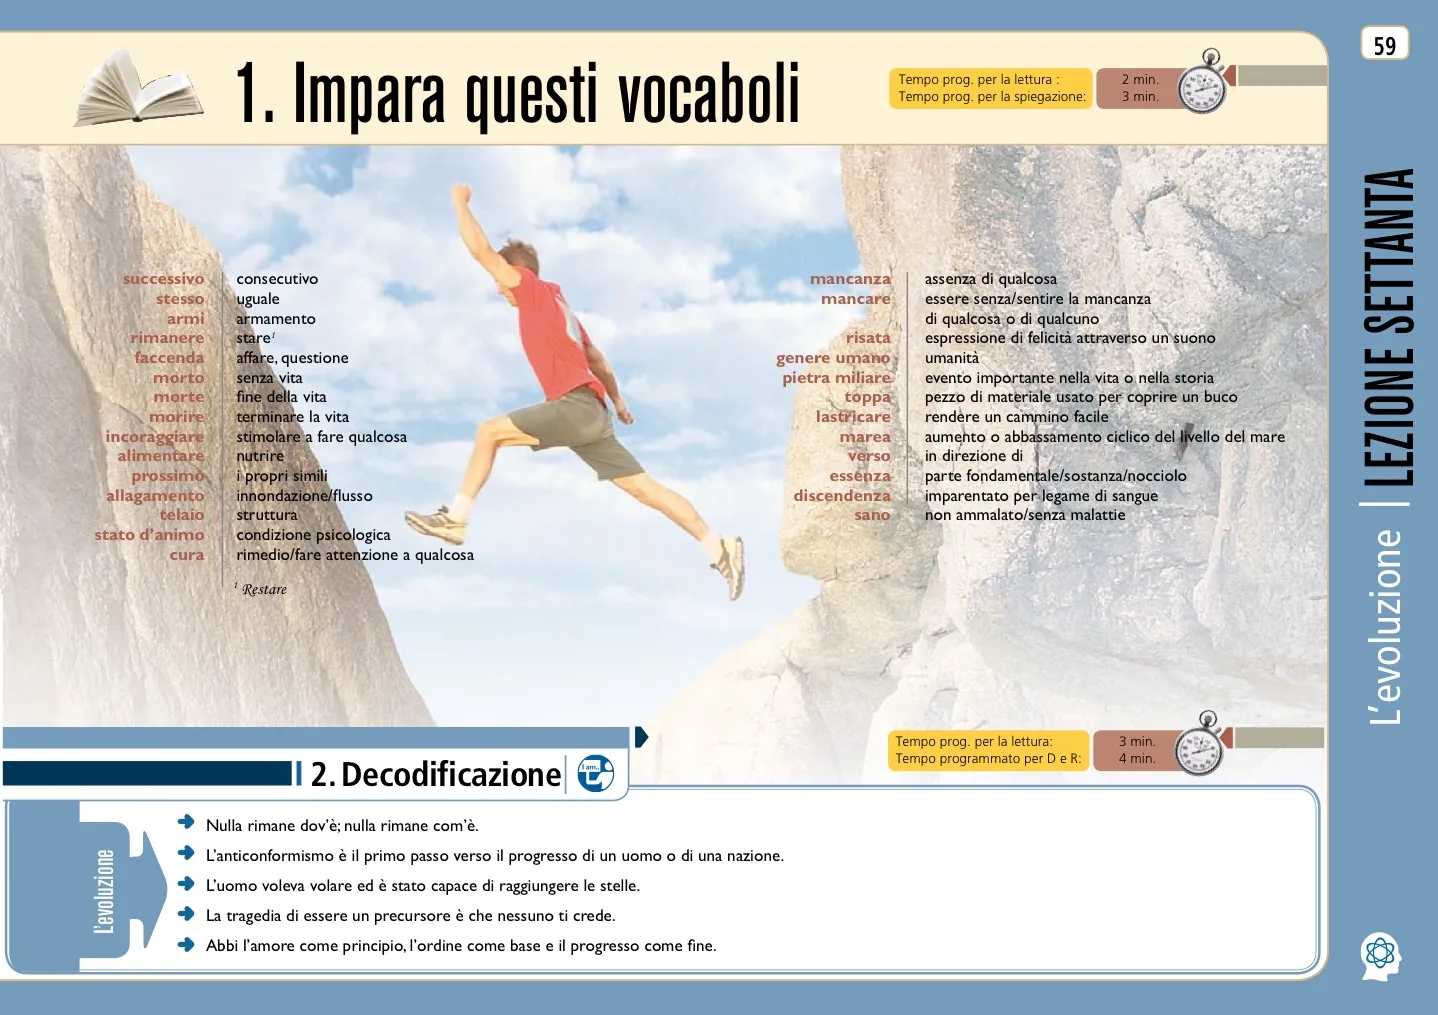 59
1. Impara questi vocaboli
Tempo prog. per la lettura : 2 min.
Tempo prog. per la spiegazione: 3 min.
LEZIONE SETTANTA
L'evoluzione
successivo consecutivo
stesso uguale
armi armamento
rimanere stare¹
faccenda affare, questione
morto senza vita
morte fine della vita
morire terminare la vita
incoraggiare stimolare a fare qualcosa
alimentare nutrire
prossimo i propri simili
allagamento innondazione/flusso
telaio struttura
stato d'animo condizione psicologica
cura rimedio/fare attenzione a qualcosa
¹ Restare
mancanza assenza di qualcosa
mancare essere senza/sentire la mancanza
di qualcosa o di qualcuno
risata espressione di felicità attraverso un suono
genere umano umanità
pietra miliare evento importante nella vita o nella storia
toppa pezzo di materiale usato per coprire un buco
lastricare rendere un cammino facile
marea aumento o abbassamento ciclico del livello del mare
verso in direzione di
essenza parte fondamentale/sostanza/nocciolo
discendenza imparentato per legame di sangue
sano non ammalato/senza malattie
2. Decodificazione
I am...
Tempo prog. per la lettura: 3 min.
Tempo programmato per D e R: 4 min.
L'evoluzione
Nulla rimane dov'è; nulla rimane com'è.
L'anticonformismo è il primo passo verso il progresso di un uomo o di una nazione.
L'uomo voleva volare ed è stato capace di raggiungere le stelle.
La tragedia di essere un precursore è che nessuno ti crede.
Abbi l'amore come principio, l'ordine come base e il progresso come fine.